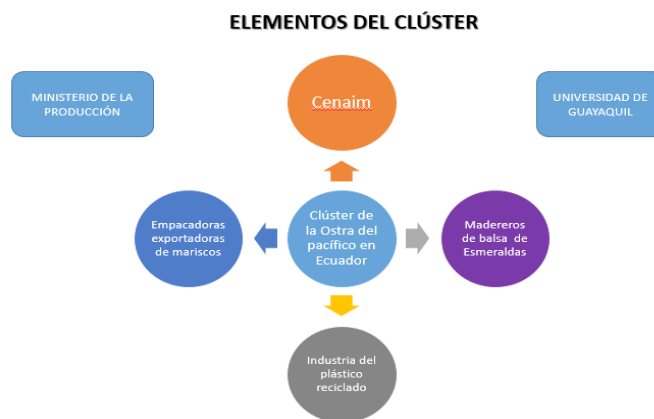 ELEMENTOS DEL CLÚSTER
MINISTERIO DE LA
PRODUCCIÓN
Cenaim
UNIVERSIDAD DE
GUAYAQUIL
Empacadoras
exportadoras
de mariscos
Clúster de
la Ostra del
pacífico en
Ecuador
Madereros
de balsa de
Esmeraldas
Industria del
plástico
reciclado